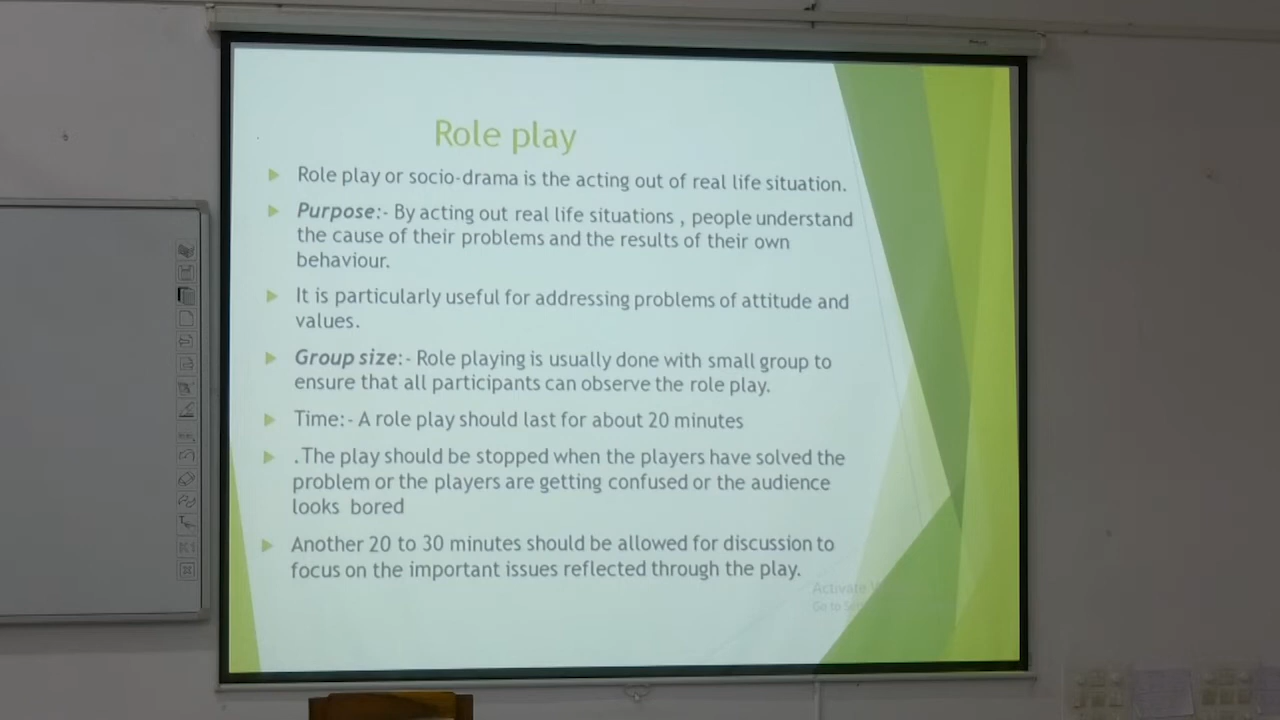 Role play
Role play or socio-drama is the acting out of real life situation.
Purpose:- By acting out real life situations , people understand
the cause of their problems and the results of their own
behaviour.
It is particularly useful for addressing problems of attitude and
values.
Group size:- Role playing is usually done with small group to
ensure that all participants can observe the role play.
Time:- A role play should last for about 20 minutes
.The play should be stopped when the players have solved the
problem or the players are getting confused or the audience
looks bored
Another 20 to 30 minutes should be allowed for discussion to
focus on the important issues reflected through the play.
Activate
Go to